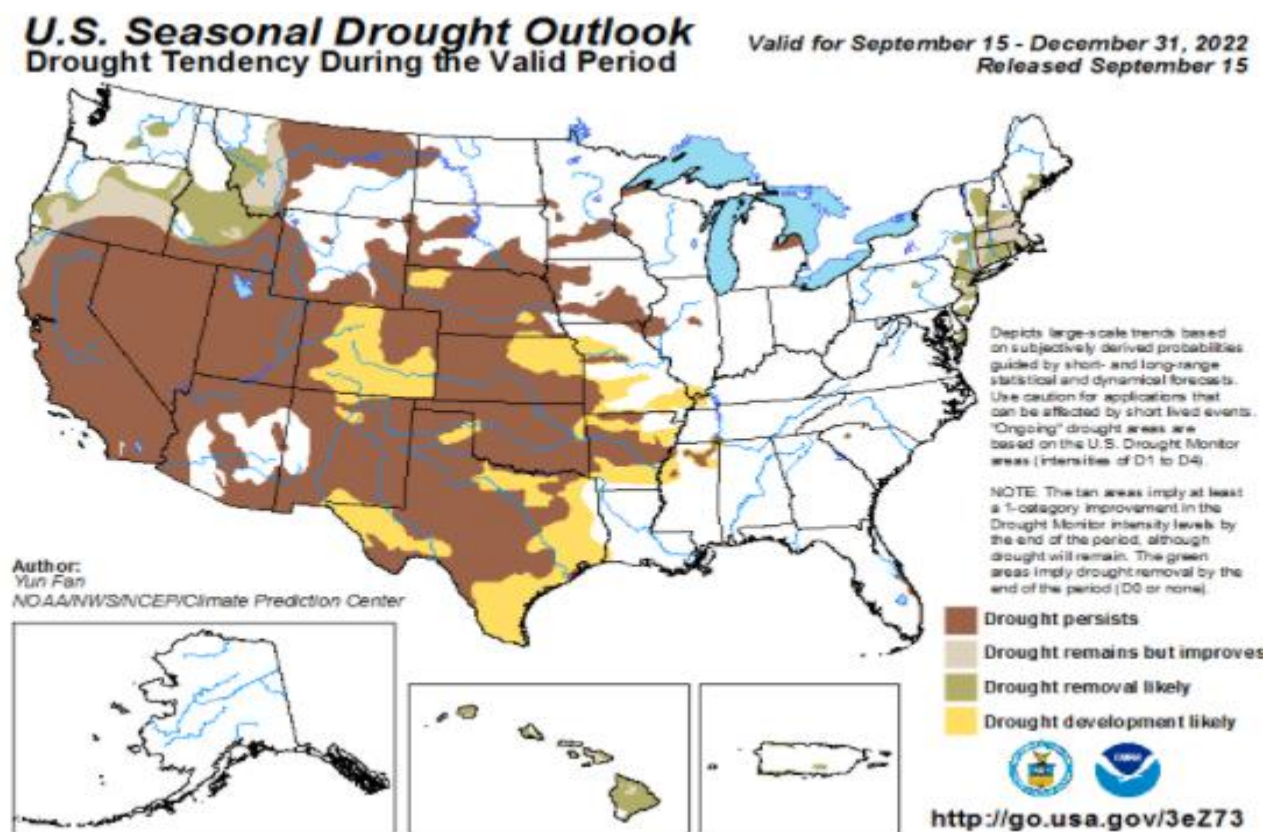 U.S. Seasonal Drought Outlook
Drought Tendency During the Valid Period
Valid for September 15 - December 31, 2022
Released September 15
Depicts large-scale trends based
on subjectively derived probabilities
guided by short- and long-range
statistical and dynamical forecasts.
Use caution for applications that
can be affected by short lived events.
"Ongoing" drought areas are
based on the U.S. Drought Monitor
areas (intensities of D1 to D4).
NOTE: The tan areas imply at least
a 1-category improvement in the
Drought Monitor intensity levels by
the end of the period, although
drought will remain. The green
areas imply drought removal by the
end of the period (D0 or none).
Author:
Yun Fan
NOAA/NWS/NCEP/Climate Prediction Center
Drought persists
Drought remains but improves
Drought removal likely
Drought development likely
http://go.usa.gov/3eZ73